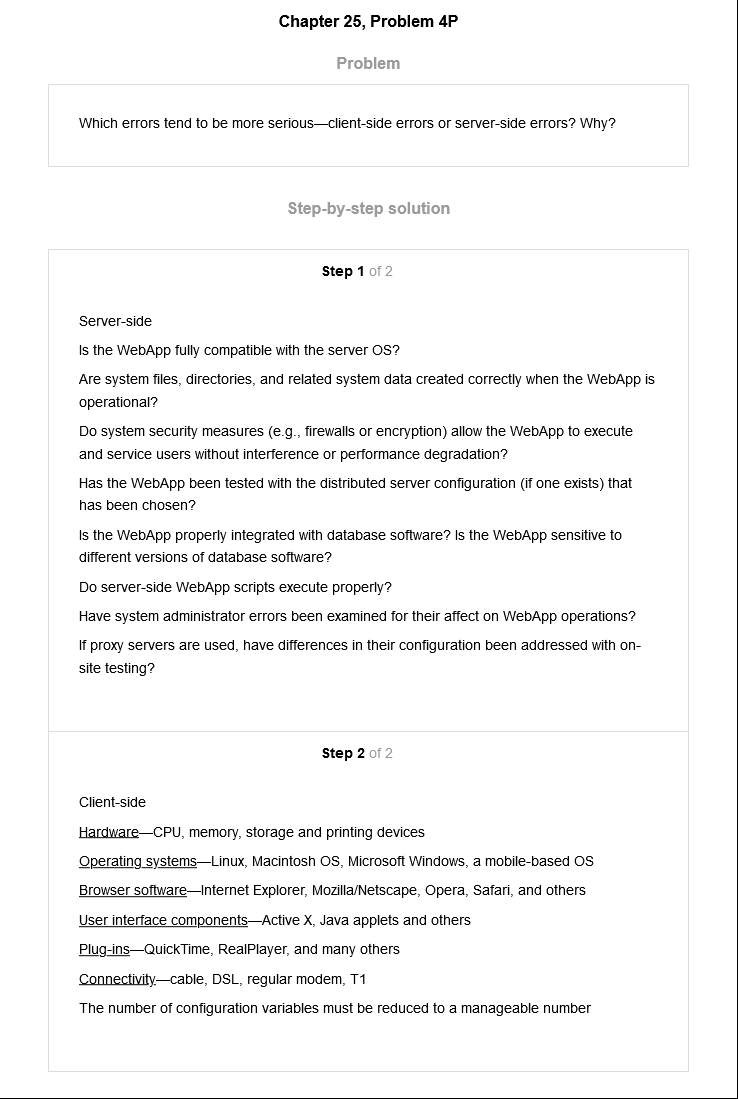 Chapter 25, Problem 4P
Problem
Which errors tend to be more serious—client-side errors or server-side errors? Why?
Step-by-step solution
Step 1 of 2
Server-side
Is the WebApp fully compatible with the server OS?
Are system files, directories, and related system data created correctly when the WebApp is
operational?
Do system security measures (e.g., firewalls or encryption) allow the WebApp to execute
and service users without interference or performance degradation?
Has the WebApp been tested with the distributed server configuration (if one exists) that
has been chosen?
Is the WebApp properly integrated with database software? Is the WebApp sensitive to
different versions of database software?
Do server-side WebApp scripts execute properly?
Have system administrator errors been examined for their affect on WebApp operations?
If proxy servers are used, have differences in their configuration been addressed with on-
site testing?
Step 2 of 2
Client-side
Hardware—CPU, memory, storage and printing devices
Operating systems—Linux, Macintosh OS, Microsoft Windows, a mobile-based OS
Browser software—Internet Explorer, Mozilla/Netscape, Opera, Safari, and others
User interface components—Active X, Java applets and others
Plug-ins—QuickTime, RealPlayer, and many others
Connectivity—cable, DSL, regular modem, T1
The number of configuration variables must be reduced to a manageable number